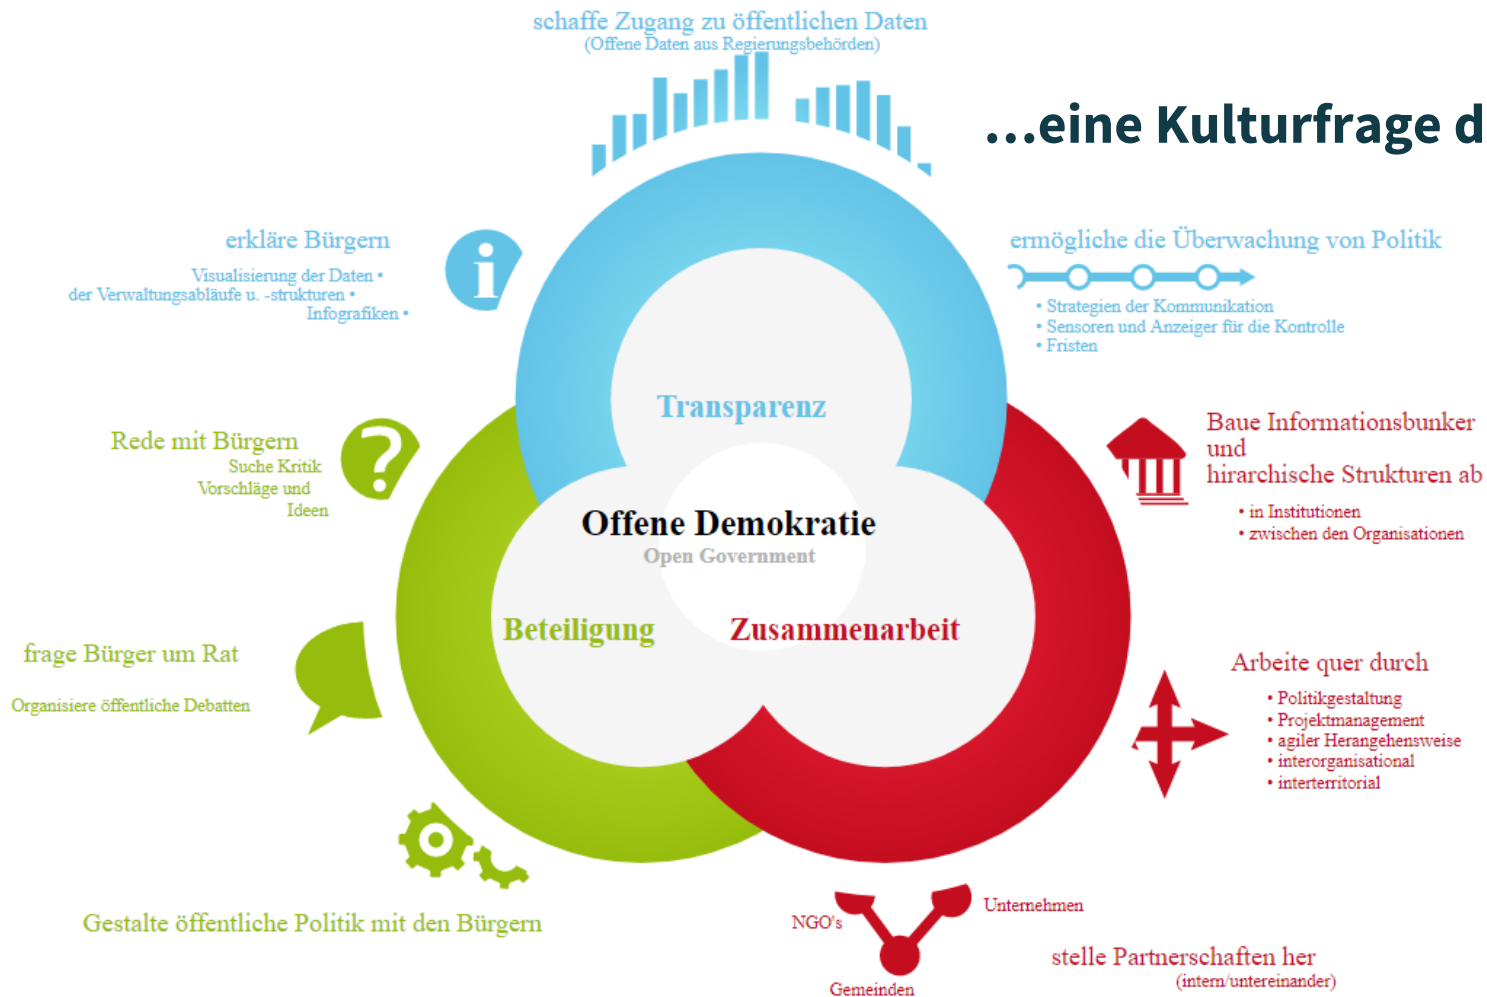 schaffe Zugang zu öffentlichen Daten
(Offene Daten aus Regierungsbehörden)
...eine Kulturfrage d
erkläre Bürgern
Visualisierung der Daten •
der Verwaltungsabläufe u. -strukturen •
Infografiken •
ermögliche die Überwachung von Politik
• Strategien der Kommunikation
• Sensoren und Anzeiger für die Kontrolle
• Fristen
Transparenz
Rede mit Bürgern
Suche Kritik
Vorschläge und
Ideen
?
Baue Informationsbunker
und
hirarchische Strukturen ab
• in Institutionen
• zwischen den Organisationen
Offene Demokratie
Open Government
Beteiligung
Zusammenarbeit
frage Bürger um Rat
Organisiere öffentliche Debatten
Arbeite quer durch
• Politikgestaltung
• Projektmanagement
• agiler Herangehensweise
• interorganisational
• interterritorial
Gestalte öffentliche Politik mit den Bürgern
NGO's
Unternehmen
Gemeinden
stelle Partnerschaften her
(intern/untereinander)